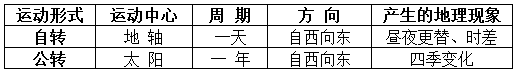 运动形式 运动中心 周 期 方 向 产生的地理现象
自转 地 轴 一天 自西向东 昼夜更替、时差
公转 太 阳 一 年 自西向东 四季变化